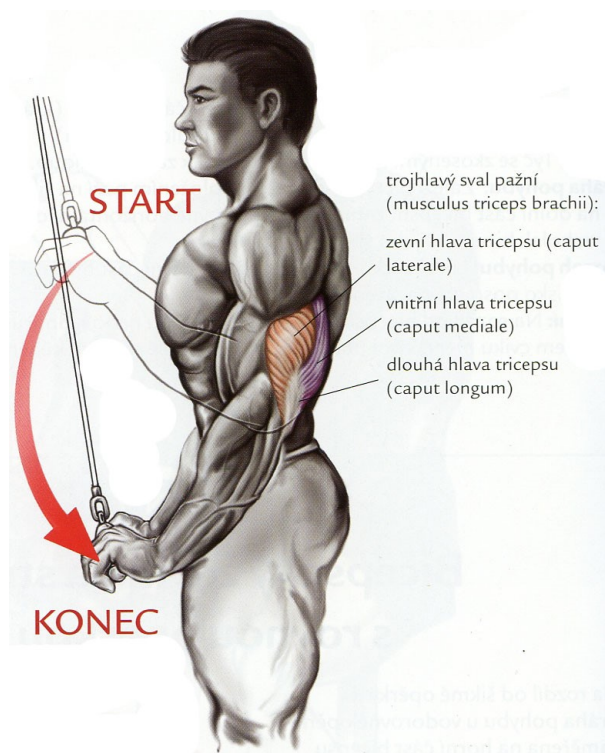 START
trojhlavý sval pažní
(musculus triceps brachii):
zevní hlava tricepsu (caput
laterale)
vnitřní hlava tricepsu
(caput mediale)
dlouhá hlava tricepsu
(caput longum)
KONEC